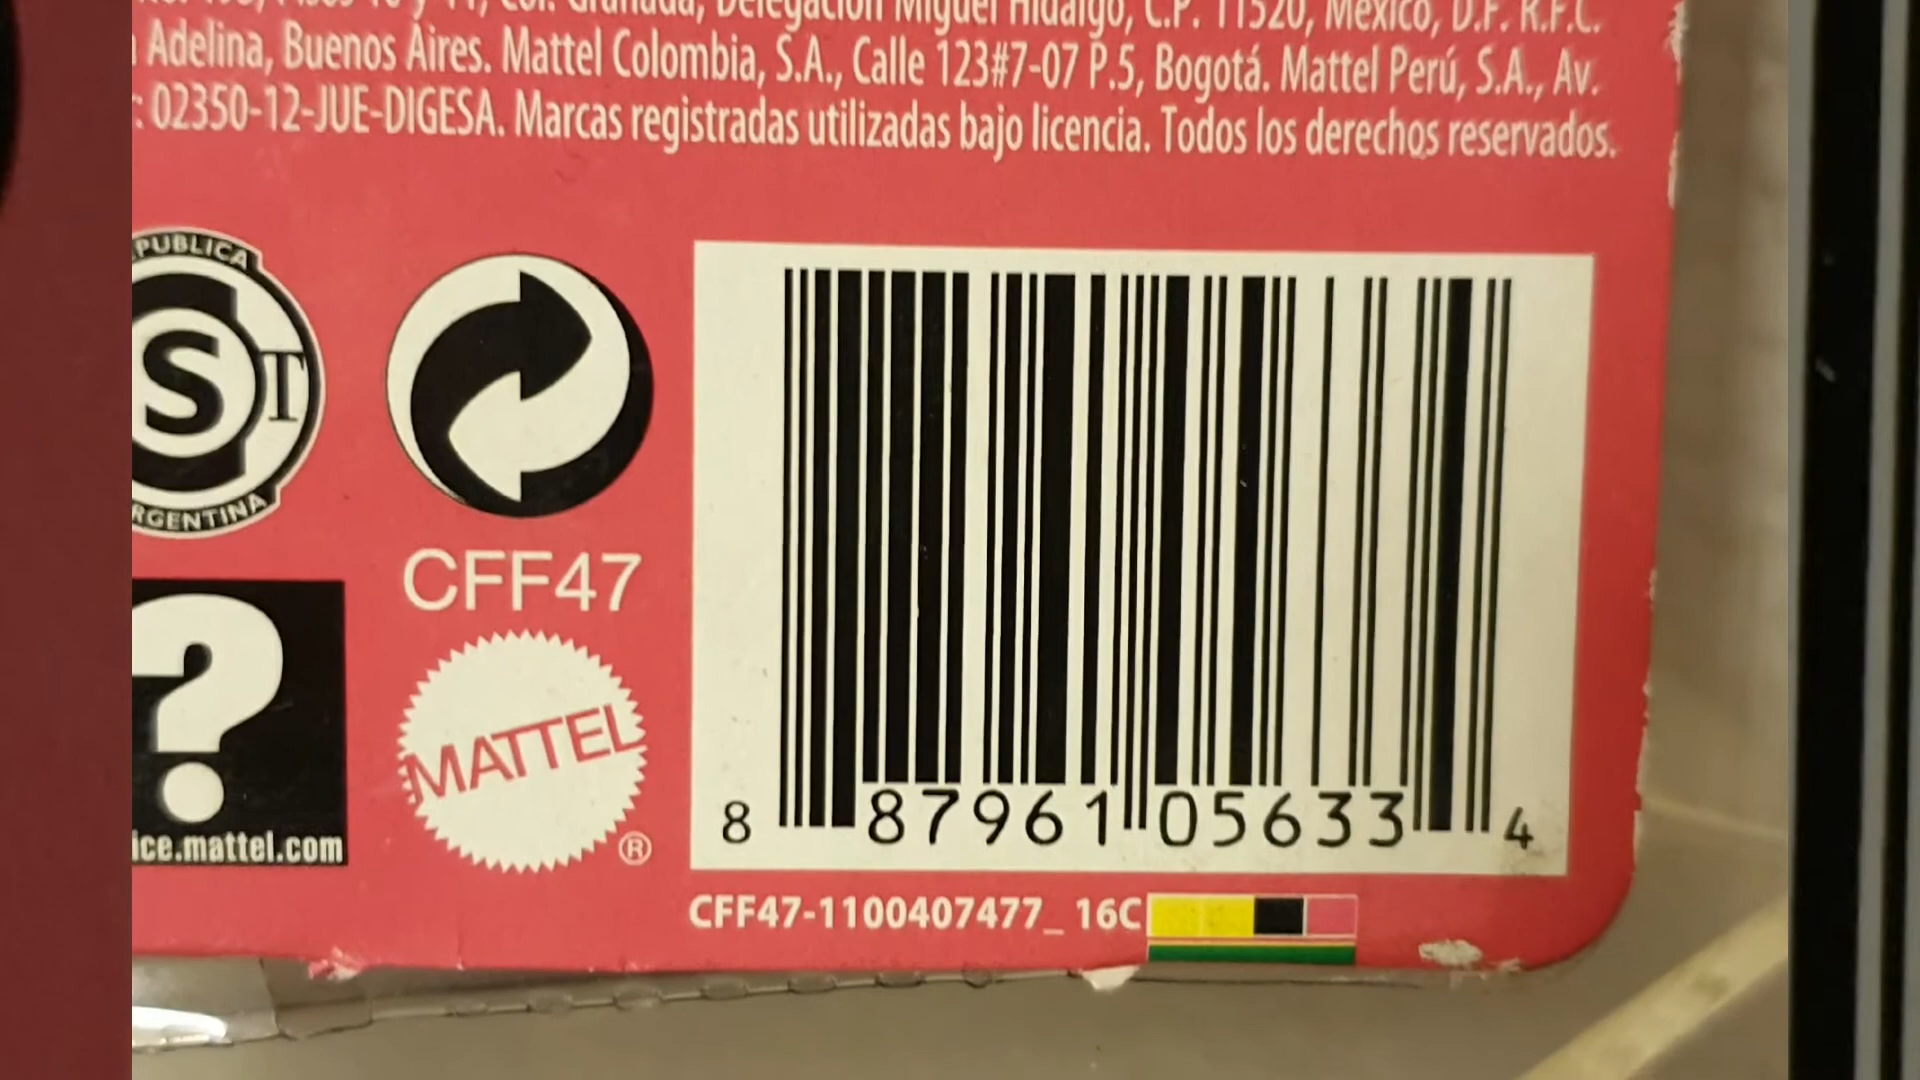 Col. Granada, Delegación Miguel Hidalgo, C.P. 11520, México, D.F. R.F.C.
Adelina, Buenos Aires. Mattel Colombia, S.A., Calle 123#7-07 P.5, Bogotá. Mattel Perú, S.A., Av.
: 02350-12-JUE-DIGESA. Marcas registradas utilizadas bajo licencia. Todos los derechos reservados.
PUBLICA
S T
RGENTINA
CFF47
?
MATTEL
®
ice.mattel.com
8 87961 05633 4
CFF47-1100407477_ 16C